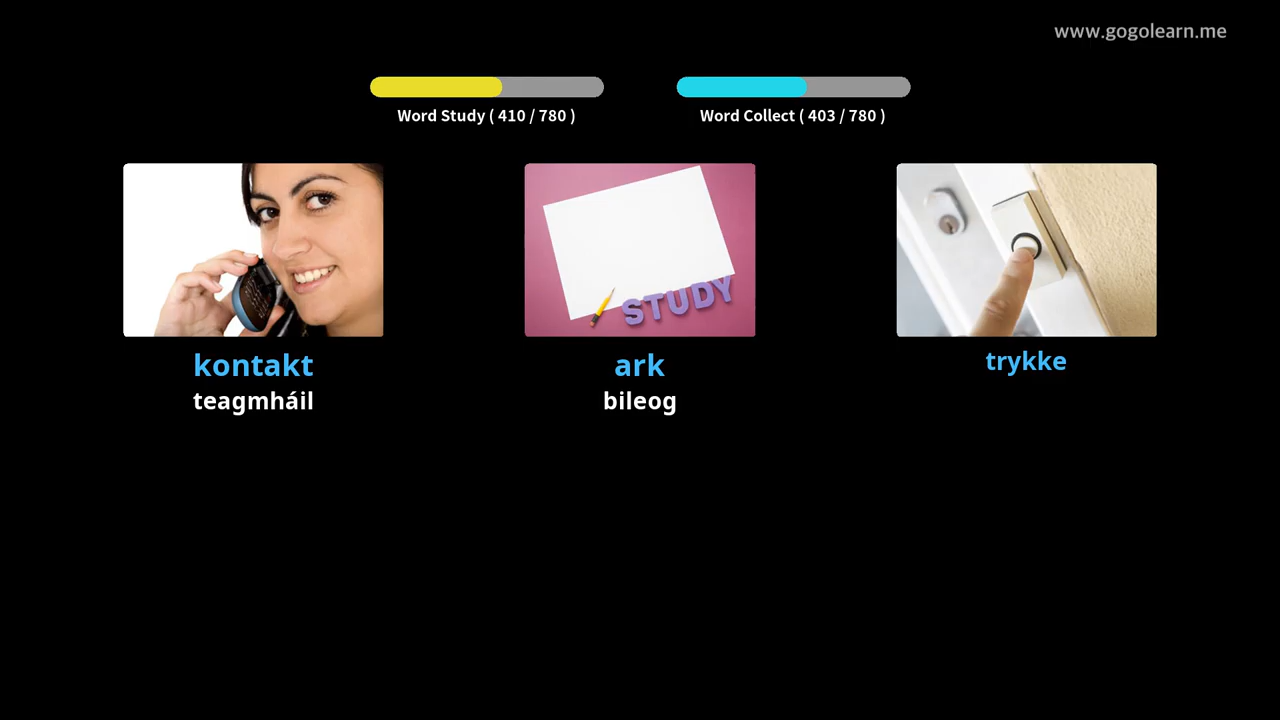 www.gogolearn.me
Word Study ( 410 / 780 )
Word Collect ( 403 / 780 )
STUDY
kontakt
ark
trykke
teagmháil
bileog